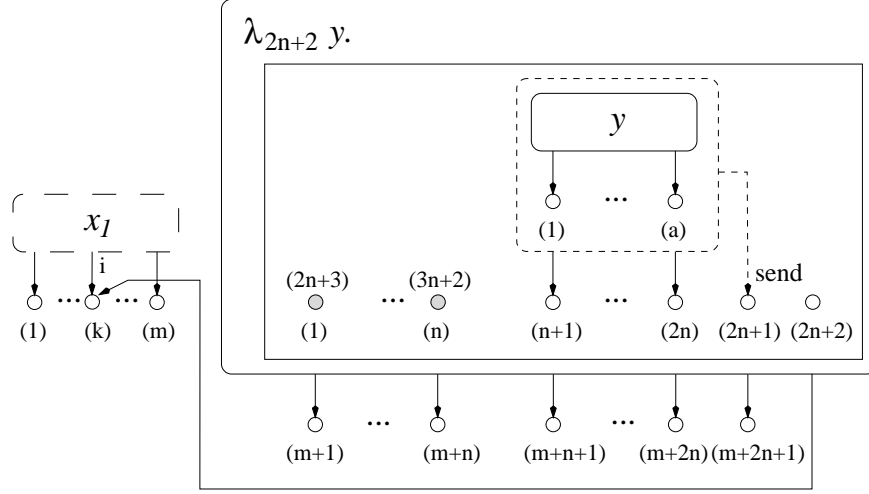 λ2n+2 y.
y
...
(1) (a)
x1
i
send
(2n+3) ... (3n+2) ...
... ...
(1) (k) (m)
(1) (n) (n+1) (2n) (2n+1) (2n+2)
... ...
(m+1) (m+n) (m+n+1) (m+2n) (m+2n+1)